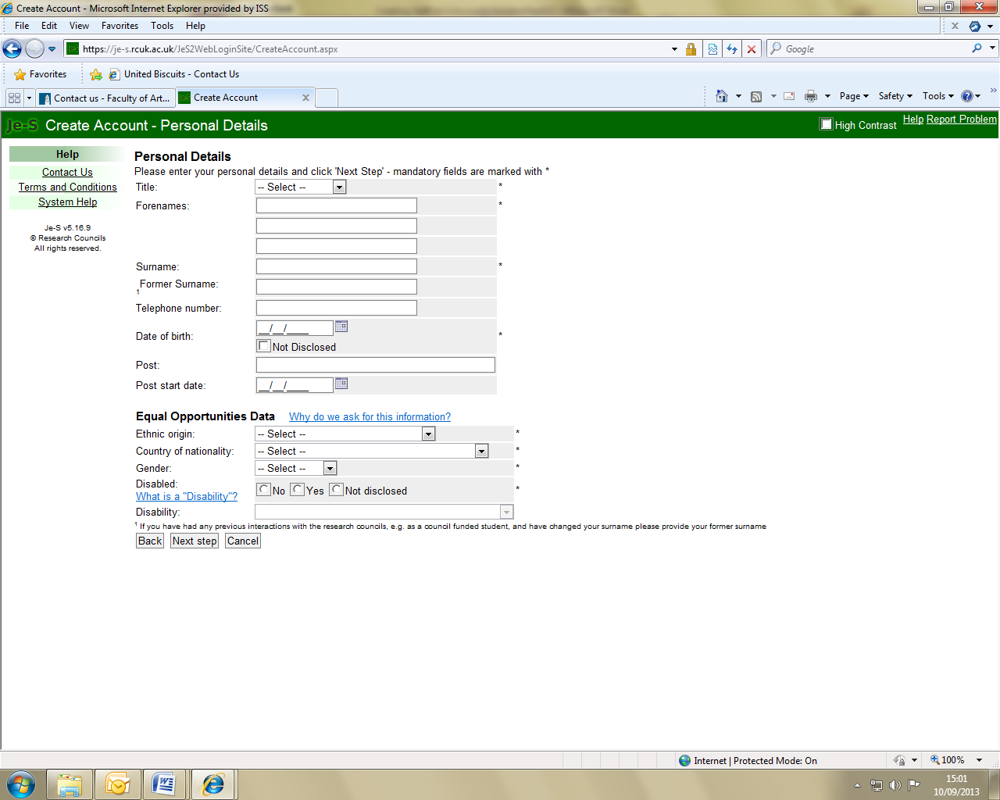 Create Account - Microsoft Internet Explorer provided by ISS
File Edit View Favorites Tools Help
https://je-s.rcuk.ac.uk/JeS2WebLoginSite/CreateAccount.aspx
Google
Favorites United Biscuits - Contact Us
Contact us - Faculty of Art... Create Account Page Safety Tools
Je-S Create Account - Personal Details High Contrast Help Report Problem
Help
Contact Us
Terms and Conditions
System Help
Je-S v5.16.9
© Research Councils
All rights reserved.
Personal Details
Please enter your personal details and click 'Next Step' - mandatory fields are marked with *
Title: -- Select -- *
Forenames: *
Surname: *
1 Former Surname:
Telephone number:
Date of birth: __/__/____ *
Not Disclosed
Post:
Post start date: __/__/____
Equal Opportunities Data Why do we ask for this information?
Ethnic origin: -- Select -- *
Country of nationality: -- Select -- *
Gender: -- Select -- *
Disabled: No Yes Not disclosed *
What is a "Disability"?
Disability:
1 If you have had any previous interactions with the research councils, e.g. as a council funded student, and have changed your surname please provide your former surname
Back Next step Cancel
Internet | Protected Mode: On 100%
15:01
10/09/2013